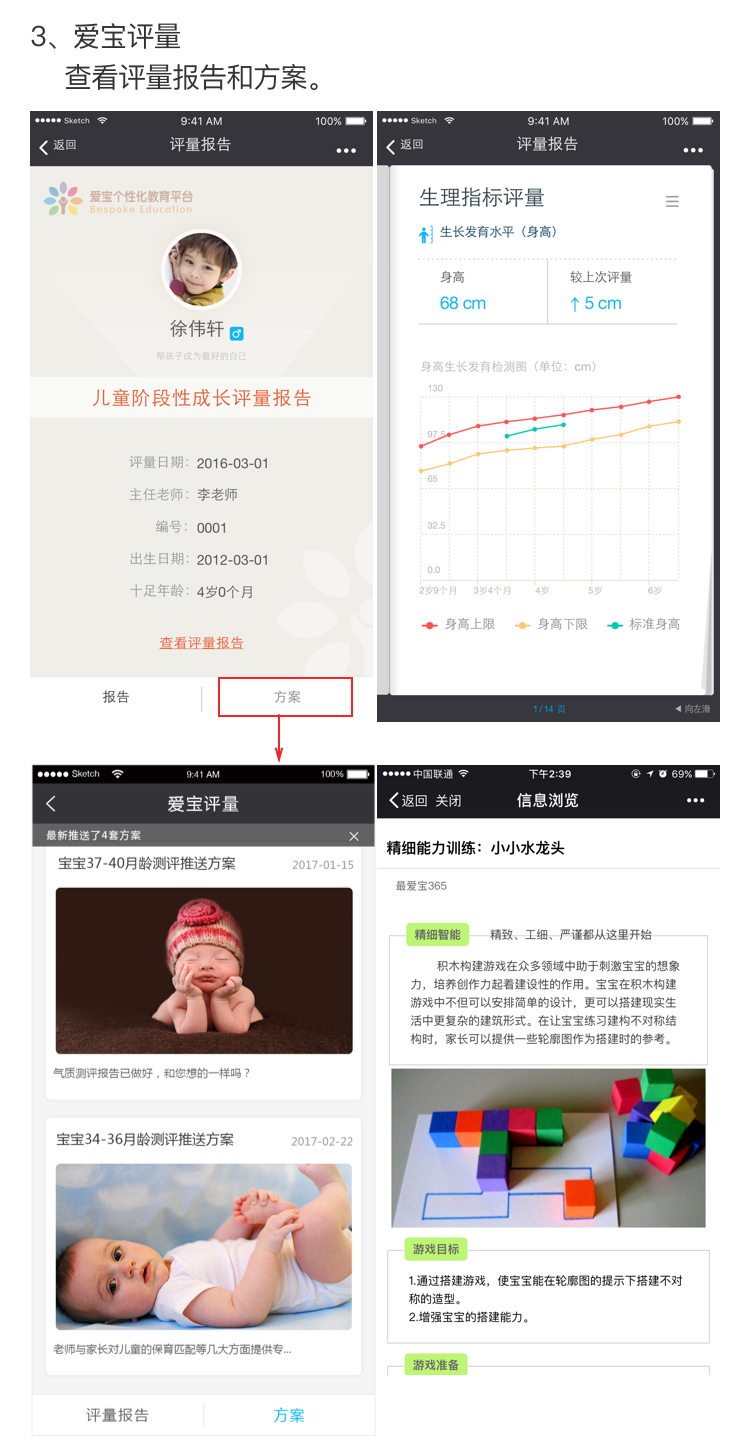 3、爱宝评量
查看评量报告和方案。
Sketch 9:41 AM 100%
返回 评量报告
爱宝个性化教育平台
Bespoke Education
徐伟轩
帮孩子成为最好的自己
儿童阶段性成长评量报告
评量日期: 2016-03-01
主任老师: 李老师
编号: 0001
出生日期: 2012-03-01
十足年龄: 4岁0个月
查看评量报告
报告 方案
Sketch 9:41 AM 100%
返回 评量报告
生理指标评量
生长发育水平（身高）
身高 较上次评量
68 cm ↑ 5 cm
身高生长发育检测图（单位：cm）
130
97.5
65
32.5
0.0
2岁9个月 3岁4个月 4岁 5岁 6岁
身高上限 身高下限 标准身高
1/14 页 向左滑
Sketch 9:41 AM 100%
爱宝评量
最新推送了4套方案
宝宝37-40月龄测评推送方案 2017-01-15
气质测评报告已做好，和您想的一样吗？
宝宝34-36月龄测评推送方案 2017-02-22
老师与家长对儿童的保育匹配等几大方面提供专...
评量报告 方案
中国联通 下午2:39 69%
返回 关闭 信息浏览
精细能力训练：小小水龙头
最爱宝365
精细智能 精致、工细、严谨都从这里开始
积木构建游戏在众多领域中助于刺激宝宝的想象
力，培养创作力起着建设性的作用。宝宝在积木构建
游戏中不但可以安排简单的设计，更可以搭建现实生
活中更复杂的建筑形式。在让宝宝练习建构不对称结
构时，家长可以提供一些轮廓图作为搭建时的参考。
游戏目标
1.通过搭建游戏，使宝宝能在轮廓图的提示下搭建不对
称的造型。
2.增强宝宝的搭建能力。
游戏准备